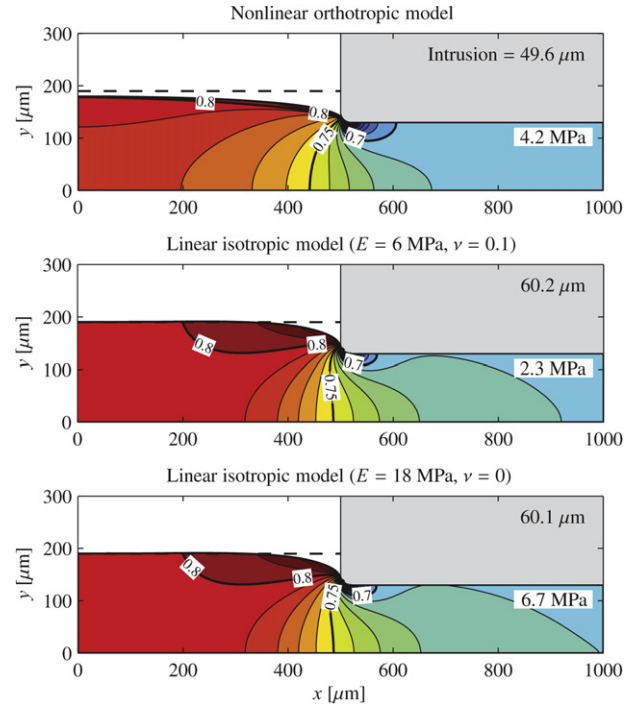 Nonlinear orthotropic model
300
200
100
0
y [μm]
Intrusion = 49.6 μm
0.8
0.8
0.75
0.7
4.2 MPa
0 200 400 600 800 1000
Linear isotropic model (E = 6 MPa, ν = 0.1)
300
200
100
0
y [μm]
60.2 μm
0.8
0.8
0.75
0.7
2.3 MPa
0 200 400 600 800 1000
Linear isotropic model (E = 18 MPa, ν = 0)
300
200
100
0
y [μm]
60.1 μm
0.8
0.8
0.75
0.7
6.7 MPa
0 200 400 600 800 1000
x [μm]